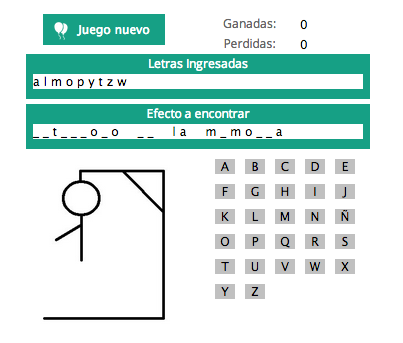 Juego nuevo
Ganadas: 0
Perdidas: 0
Letras Ingresadas
a l m o p y t z w
Efecto a encontrar
_ _ t _ _ _ o _ o   _ _   l a   m _ m o _ _ a
A B C D E
F G H I J
K L M N Ñ
O P Q R S
T U V W X
Y Z